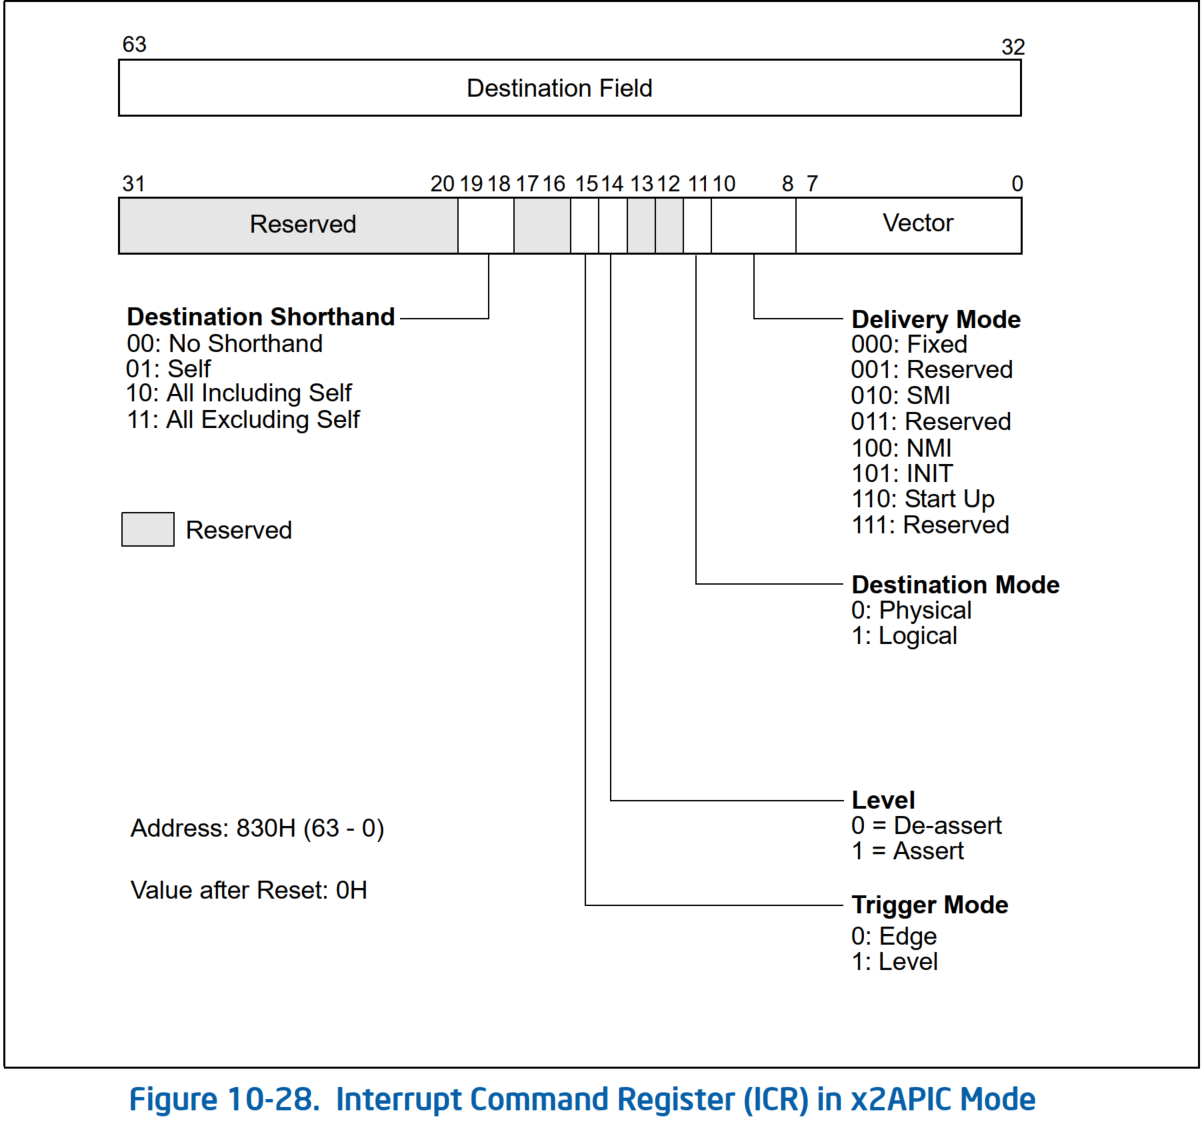 63 32
Destination Field
31 20 19 18 17 16 15 14 13 12 11 10 8 7 0
Reserved Vector
Destination Shorthand
00: No Shorthand
01: Self
10: All Including Self
11: All Excluding Self
Reserved
Delivery Mode
000: Fixed
001: Reserved
010: SMI
011: Reserved
100: NMI
101: INIT
110: Start Up
111: Reserved
Destination Mode
0: Physical
1: Logical
Level
0 = De-assert
1 = Assert
Address: 830H (63 - 0)
Value after Reset: 0H
Trigger Mode
0: Edge
1: Level
Figure 10-28. Interrupt Command Register (ICR) in x2APIC Mode